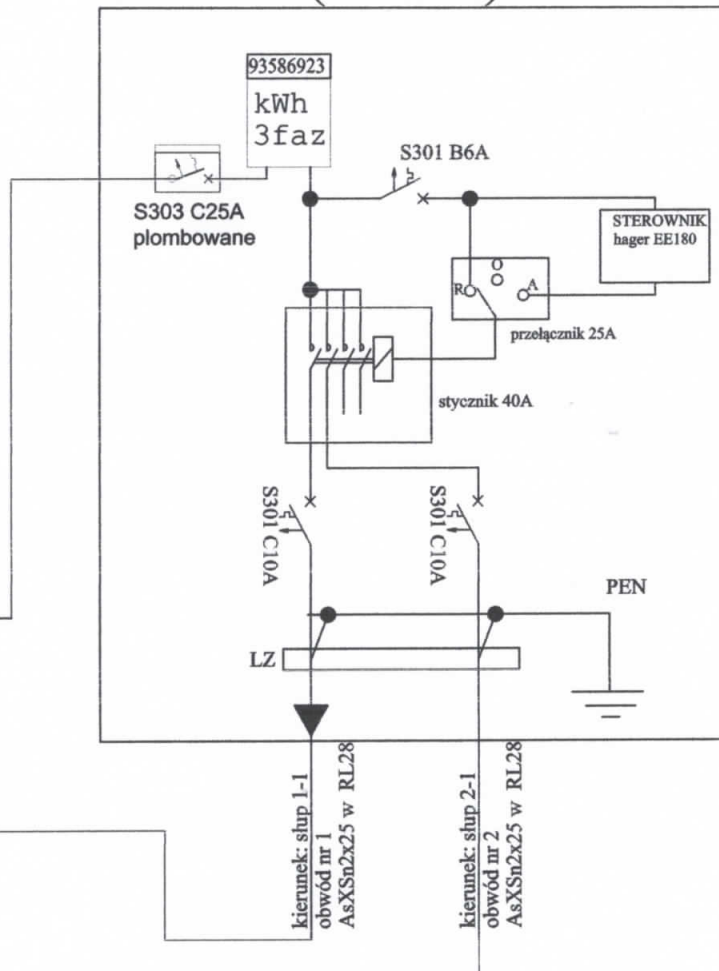 93586923
kWh
3faz
S301 B6A
S303 C25A
plombowane
STEROWNIK
hager EE180
O
R
A
przełącznik 25A
stycznik 40A
S301 C10A
S301 C10A
PEN
LZ
kierunek: słup 1-1
obwód nr 1
AsXSn2x25 w RL28
kierunek: słup 2-1
obwód nr 2
AsXSn2x25 w RL28